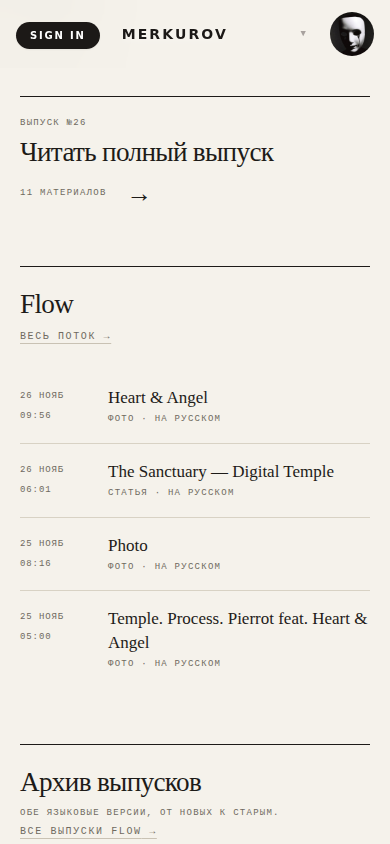 SIGN IN
MERKUROV
▼
ВЫПУСК №26
Читать полный выпуск
11 МАТЕРИАЛОВ →
Flow
ВЕСЬ ПОТОК →
26 НОЯБ
09:56
Heart & Angel
ФОТО · НА РУССКОМ
26 НОЯБ
06:01
The Sanctuary — Digital Temple
СТАТЬЯ · НА РУССКОМ
25 НОЯБ
08:16
Photo
ФОТО · НА РУССКОМ
25 НОЯБ
05:00
Temple. Process. Pierrot feat. Heart &
Angel
ФОТО · НА РУССКОМ
Архив выпусков
ОБЕ ЯЗЫКОВЫЕ ВЕРСИИ, ОТ НОВЫХ К СТАРЫМ.
ВСЕ ВЫПУСКИ FLOW →